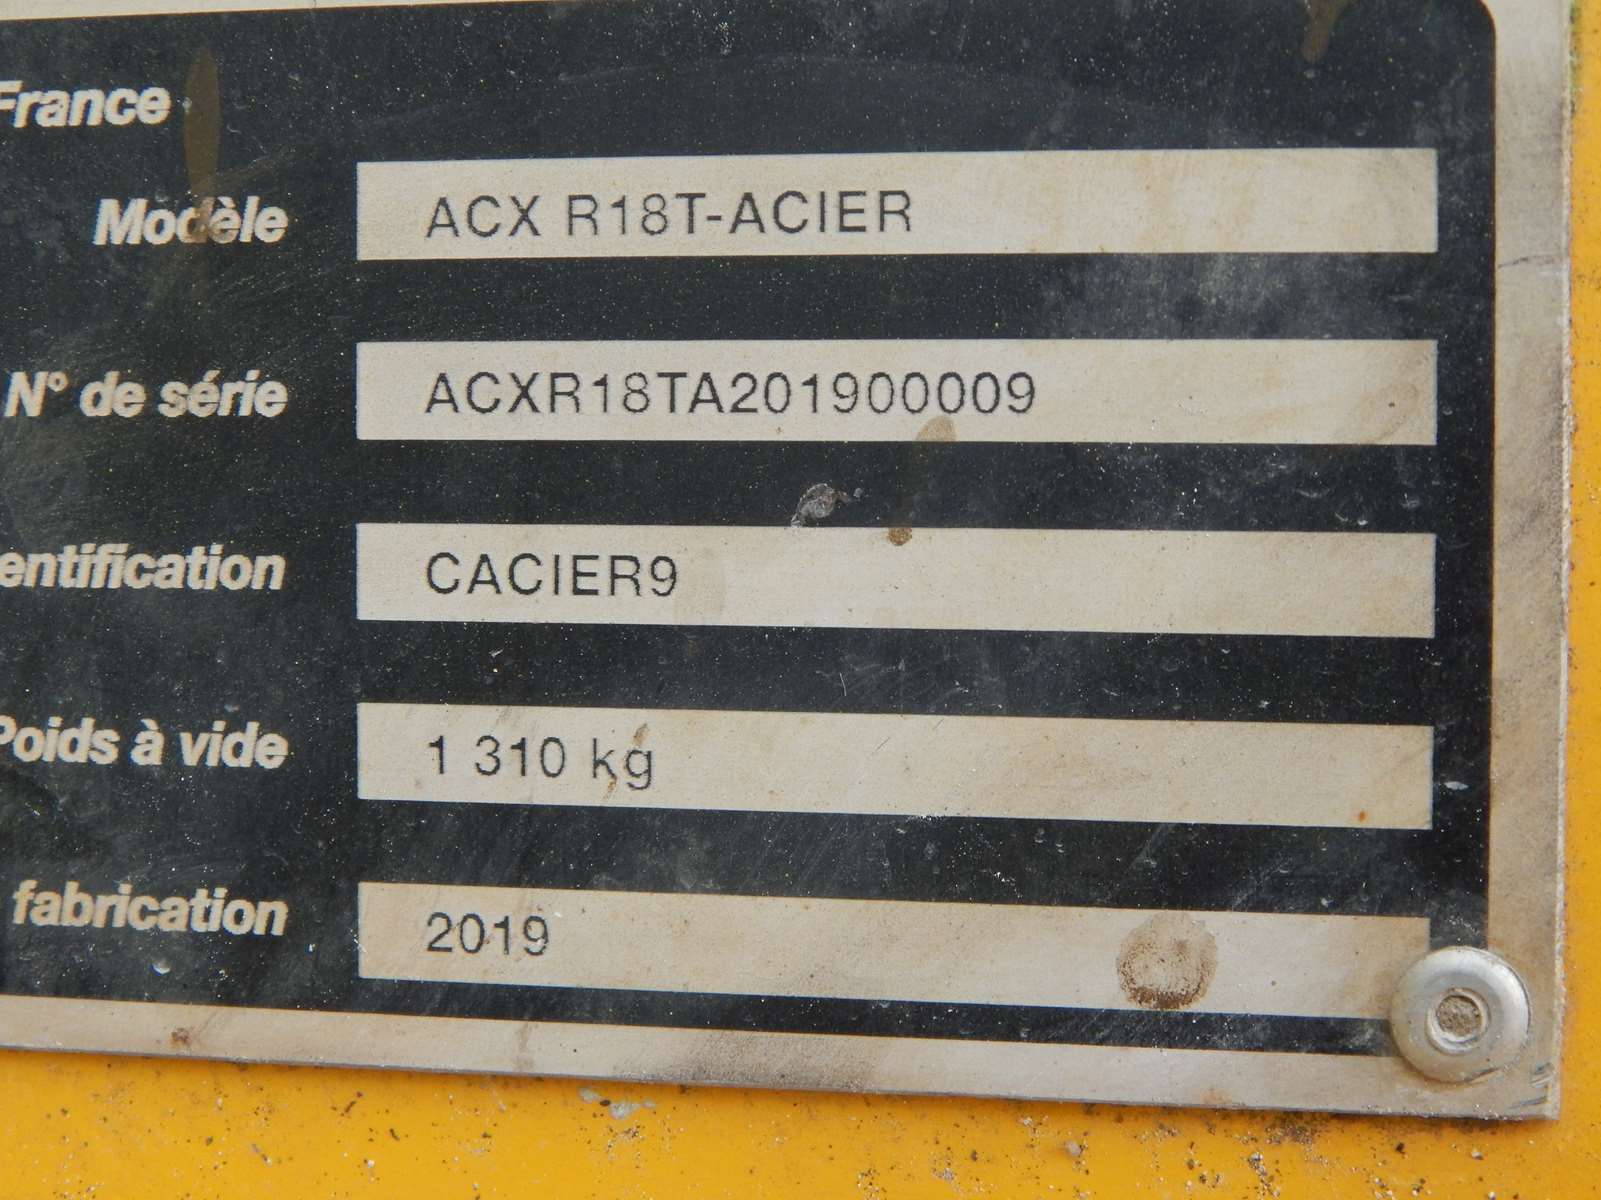 France
Modèle ACX R18T-ACIER
N° de série ACXR18TA201900009
entification CACIER9
Poids à vide 1 310 kg
fabrication 2019